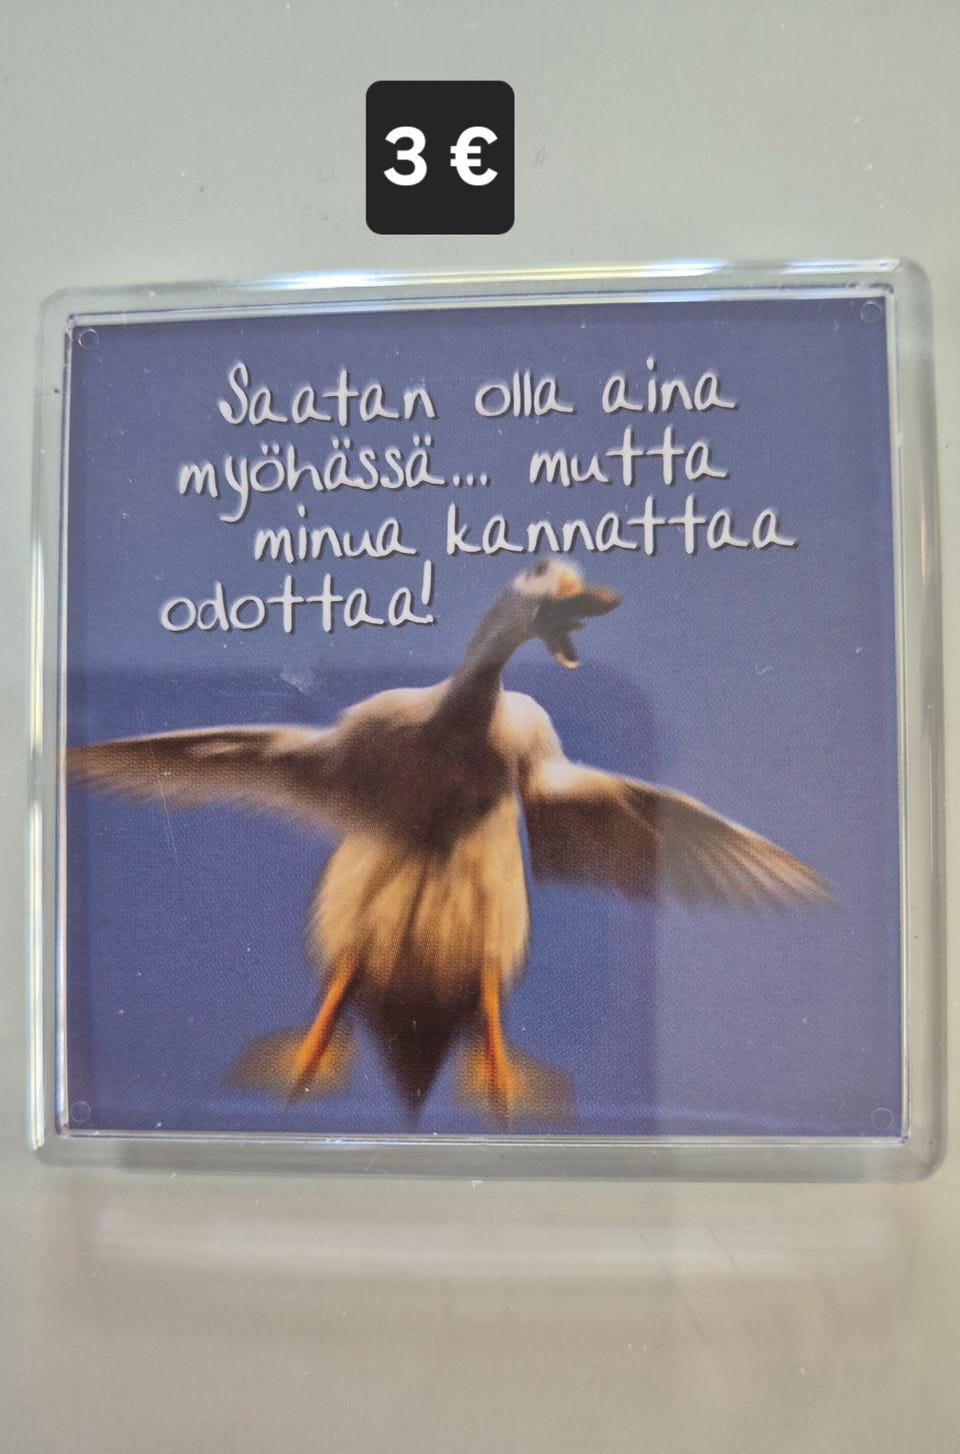 3 €
Saatan olla aina
myöhässä... mutta
minua kannattaa
odottaa!